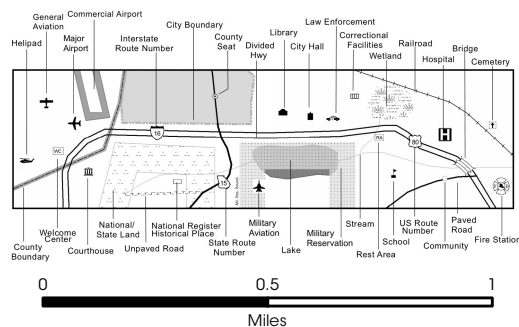 General
Aviation
Commercial Airport
Helipad
Major
Airport
Interstate
Route Number
City Boundary
County
Seat
Divided
Hwy
Library
City Hall
Law Enforcement
Correctional
Facilities
Wetland
Railroad
Hospital
Bridge
Cemetery
16
WC
RA
80
H
15
County
Boundary
Welcome
Center
Courthouse
National/
State Land
Unpaved Road
National Register
Historical Place
State Route
Number
Military
Aviation
Lake
Military
Reservation
Stream
Rest Area
School
US Route
Number
Community
Paved
Road
Fire Station
0
0.5
1
Miles